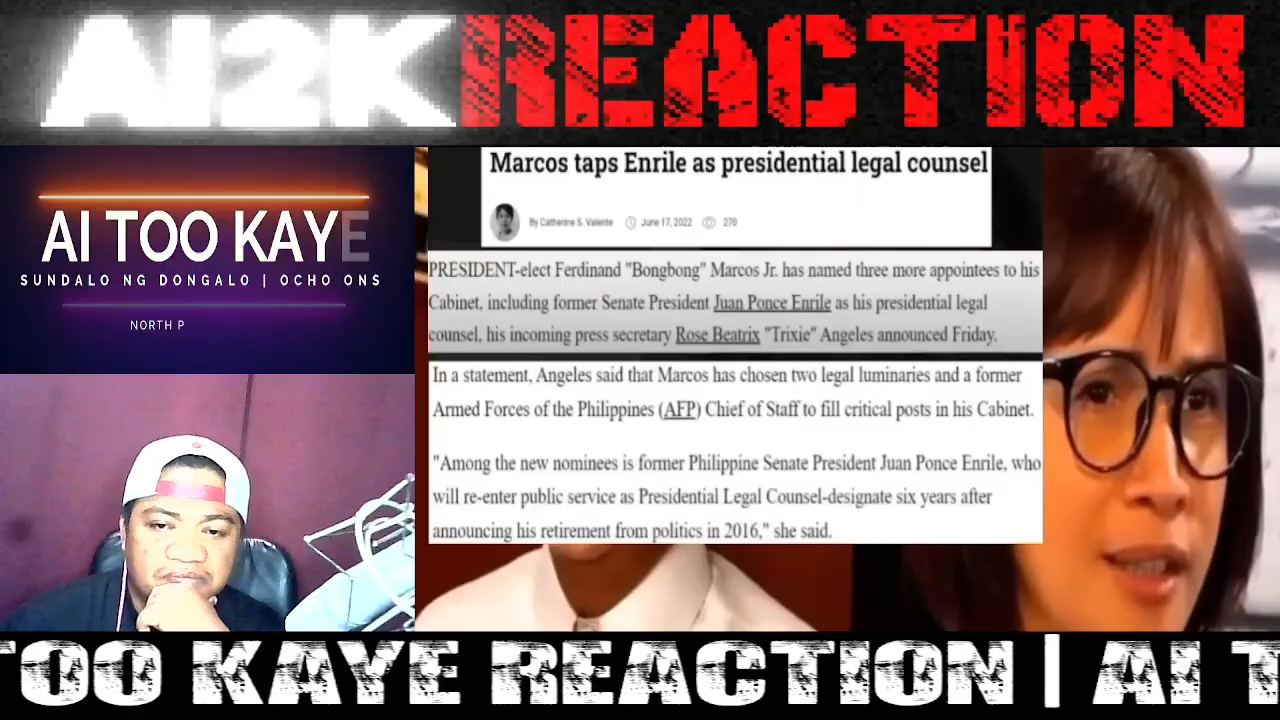 AI2K REACTION
AI TOO KAYE
SUNDALO NG DONGALO | OCHO ONS
NORTH P
Marcos taps Enrile as presidential legal counsel
By Catherine S. Valente June 17, 2022 270
PRESIDENT-elect Ferdinand "Bongbong" Marcos Jr. has named three more appointees to his
Cabinet, including former Senate President Juan Ponce Enrile as his presidential legal
counsel, his incoming press secretary Rose Beatrix "Trixie" Angeles announced Friday.
In a statement, Angeles said that Marcos has chosen two legal luminaries and a former
Armed Forces of the Philippines (AFP) Chief of Staff to fill critical posts in his Cabinet.
"Among the new nominees is former Philippine Senate President Juan Ponce Enrile, who
will re-enter public service as Presidential Legal Counsel-designate six years after
announcing his retirement from politics in 2016," she said.
TOO KAYE REACTION | AI T